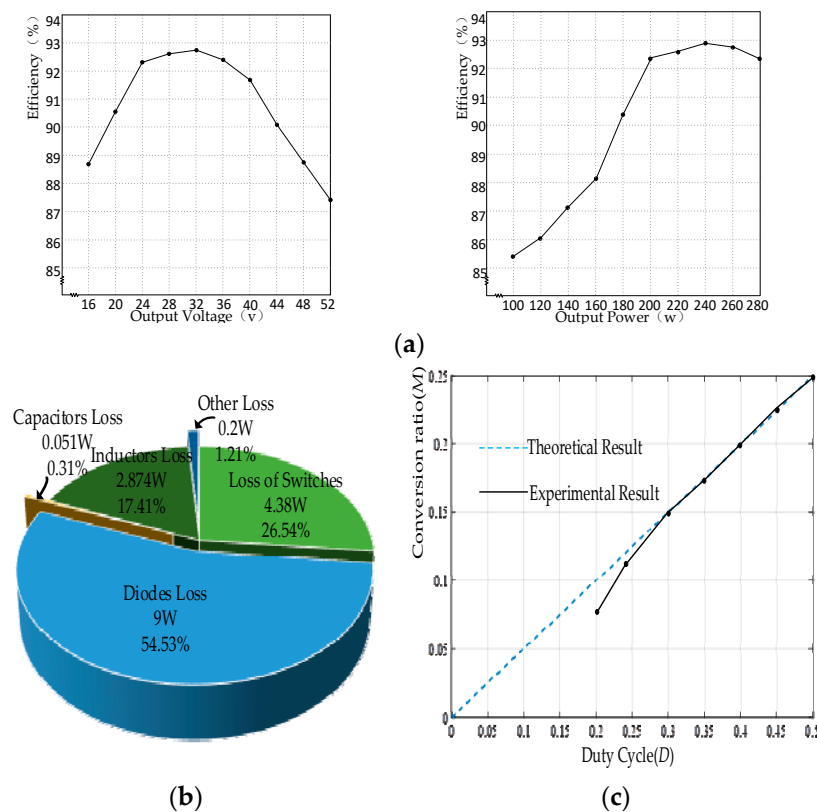 94
93
92
91
90
89
88
87
86
85
Efficiency（%）
16 20 24 28 32 36 40 44 48 52
Output Voltage（v）
94
93
92
91
90
89
88
87
86
85
Efficiency（%）
100 120 140 160 180 200 220 240 260 280
Output Power（w）
(a)
Capacitors Loss
0.051W
0.31%
Inductors Loss
2.874W
17.41%
Other Loss
0.2W
1.21%
Loss of Switches
4.38W
26.54%
Diodes Loss
9W
54.53%
(b)
Conversion ratio(M)
0.25
0.2
0.15
0.1
0.05
0
Theoretical Result
Experimental Result
0 0.05 0.1 0.15 0.2 0.25 0.3 0.35 0.4 0.45 0.5
Duty Cycle(D)
(c)